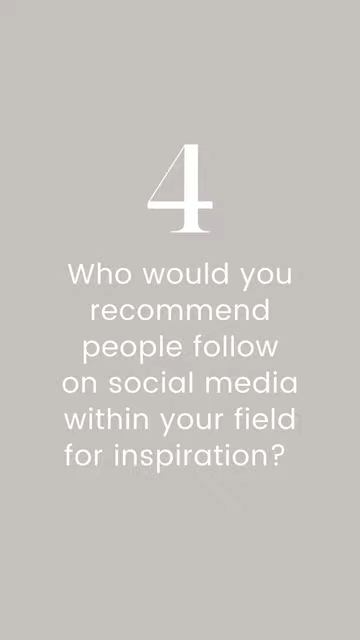 4
Who would you
recommend
people follow
on social media
within your field
for inspiration?